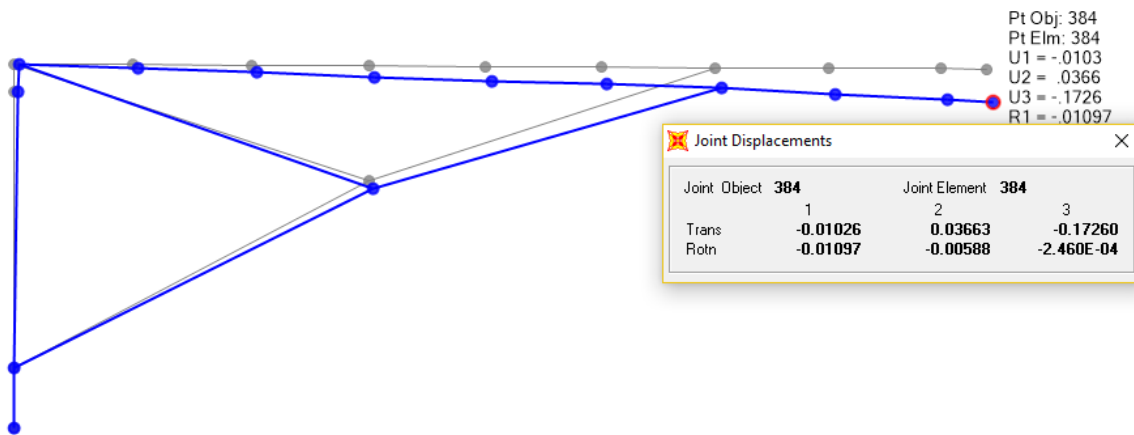 Pt Obj: 384
Pt Elm: 384
U1 = -.0103
U2 = .0366
U3 = -.1726
R1 = -.01097
Joint Displacements
Joint Object 384 Joint Element 384
1 2 3
Trans -0.01026 0.03663 -0.17260
Rotn -0.01097 -0.00588 -2.460E-04